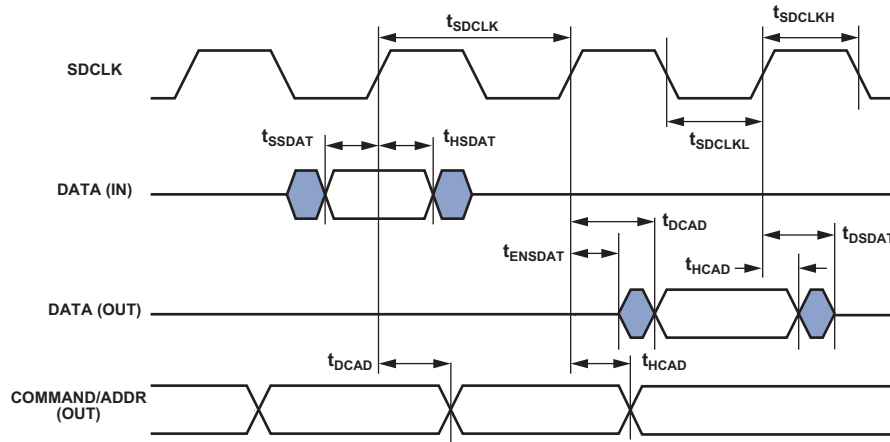 tSDCLK
tSDCLKH
SDCLK
tSSDAT
tHSDAT
tSDCLKL
DATA (IN)
tDCAD
tENSDAT
tHCAD
tDSDAT
DATA (OUT)
tDCAD
tHCAD
COMMAND/ADDR
(OUT)